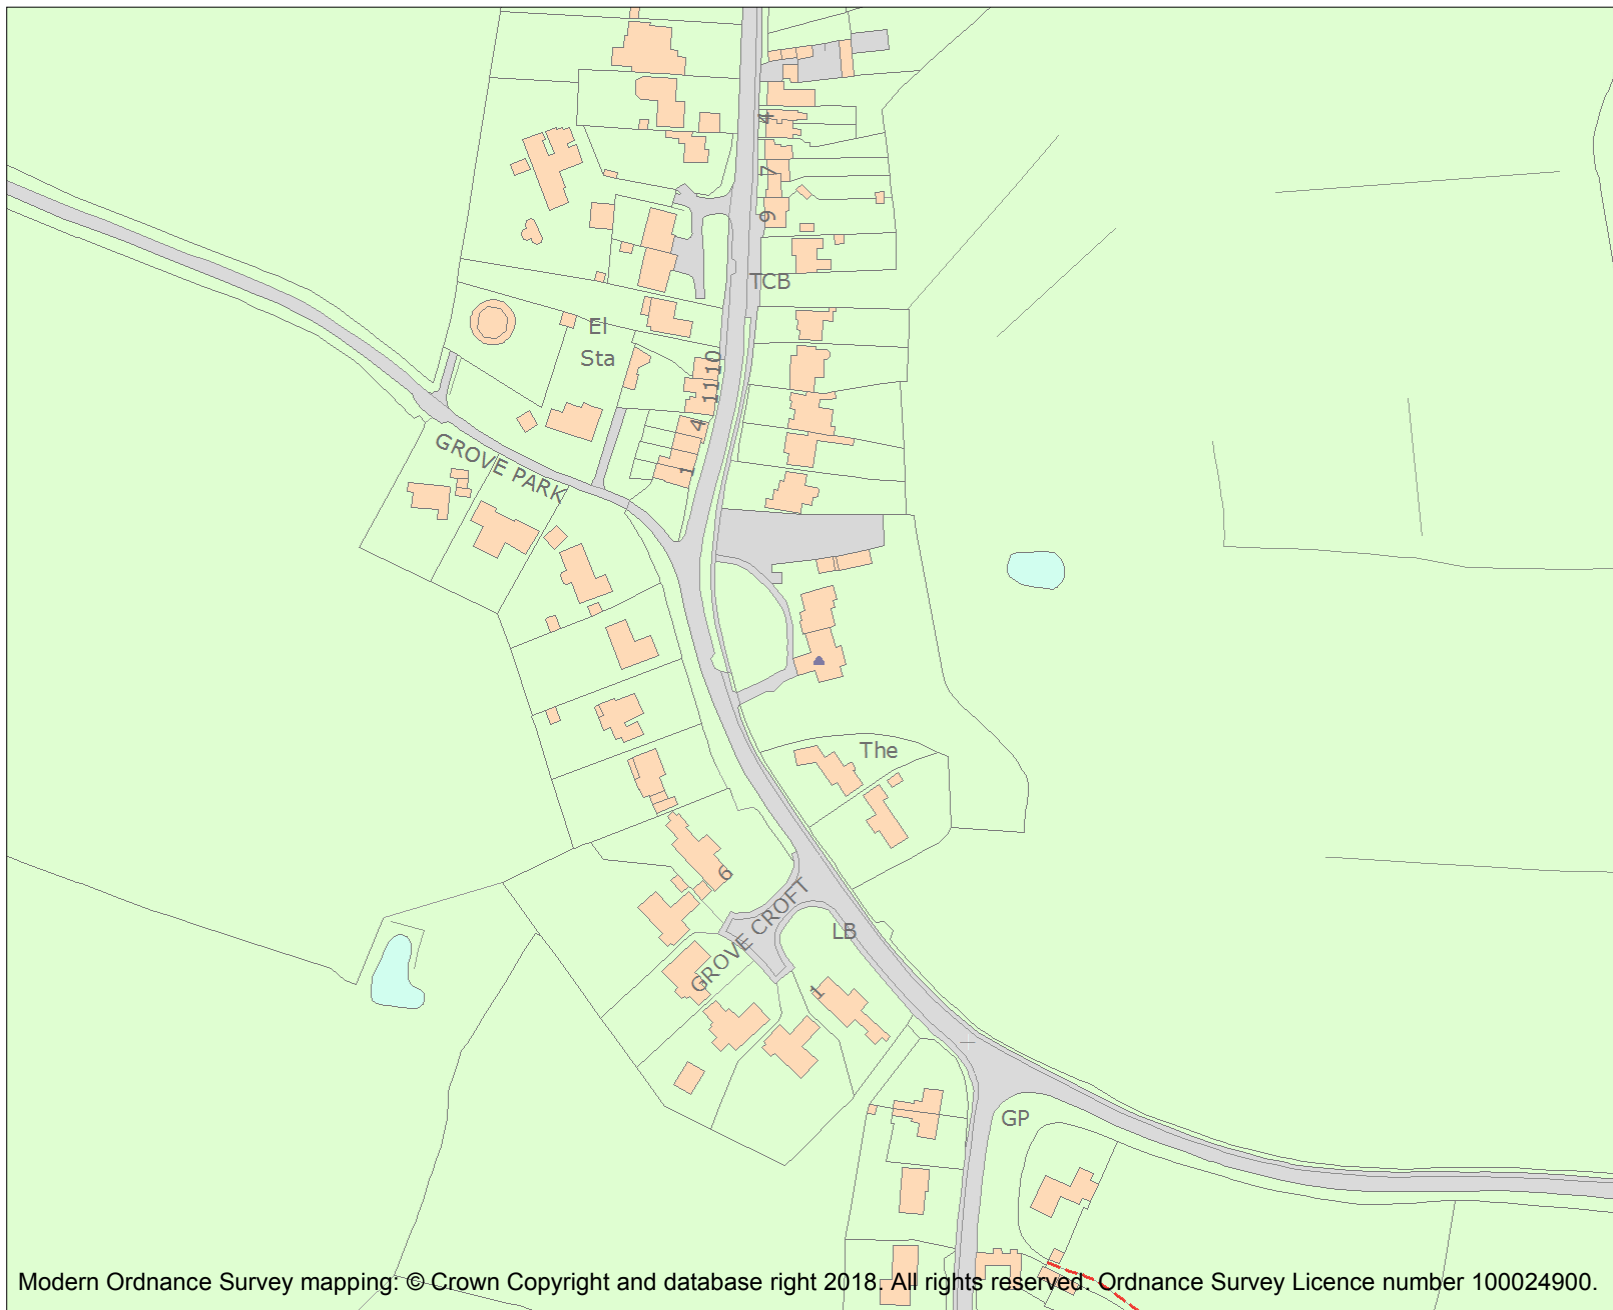 4
7
9
TCB
El
Sta
10
11
4
1
GROVE PARK
The
6
GROVE CROFT
LB
1
GP
Modern Ordnance Survey mapping: © Crown Copyright and database right 2018. All rights reserved. Ordnance Survey Licence number 100024900.